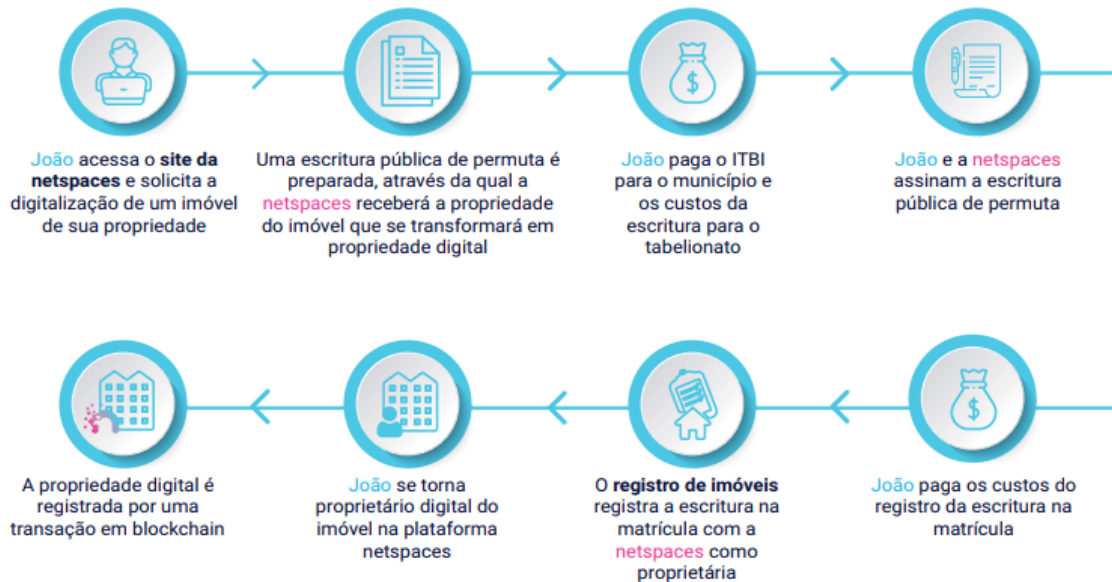 João acessa o site da
netspaces e solicita a
digitalização de um imóvel
de sua propriedade
Uma escritura pública de permuta é
preparada, através da qual a
netspaces receberá a propriedade
do imóvel que se transformará em
propriedade digital
$
João paga o ITBI
para o município e
os custos da
escritura para o
tabelionato
João e a netspaces
assinam a escritura
pública de permuta
$
João paga os custos do
registro da escritura na
matrícula
O registro de imóveis
registra a escritura na
matrícula com a
netspaces como
proprietária
João se torna
proprietário digital do
imóvel na plataforma
netspaces
A propriedade digital é
registrada por uma
transação em blockchain